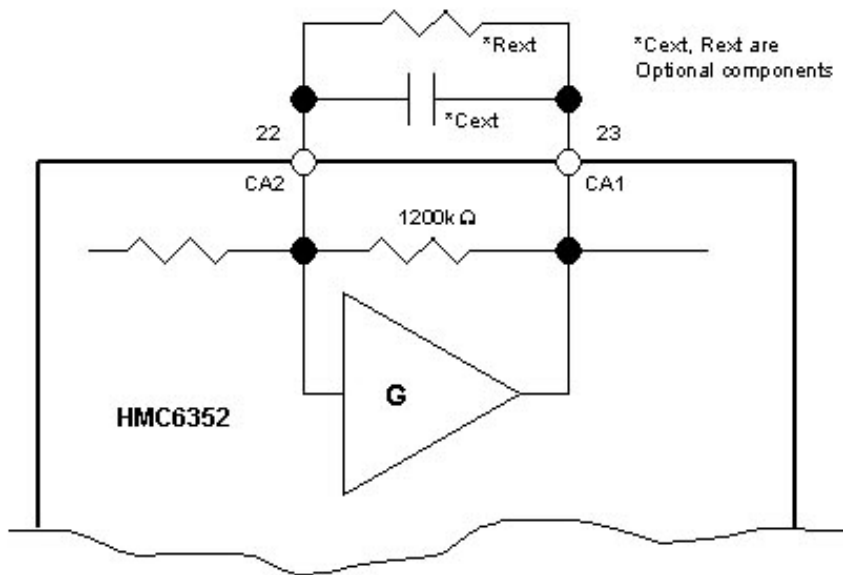 *Rext
*Cext, Rext are
Optional components
*Cext
22
23
CA2
CA1
1200k Ω
G
HMC6352